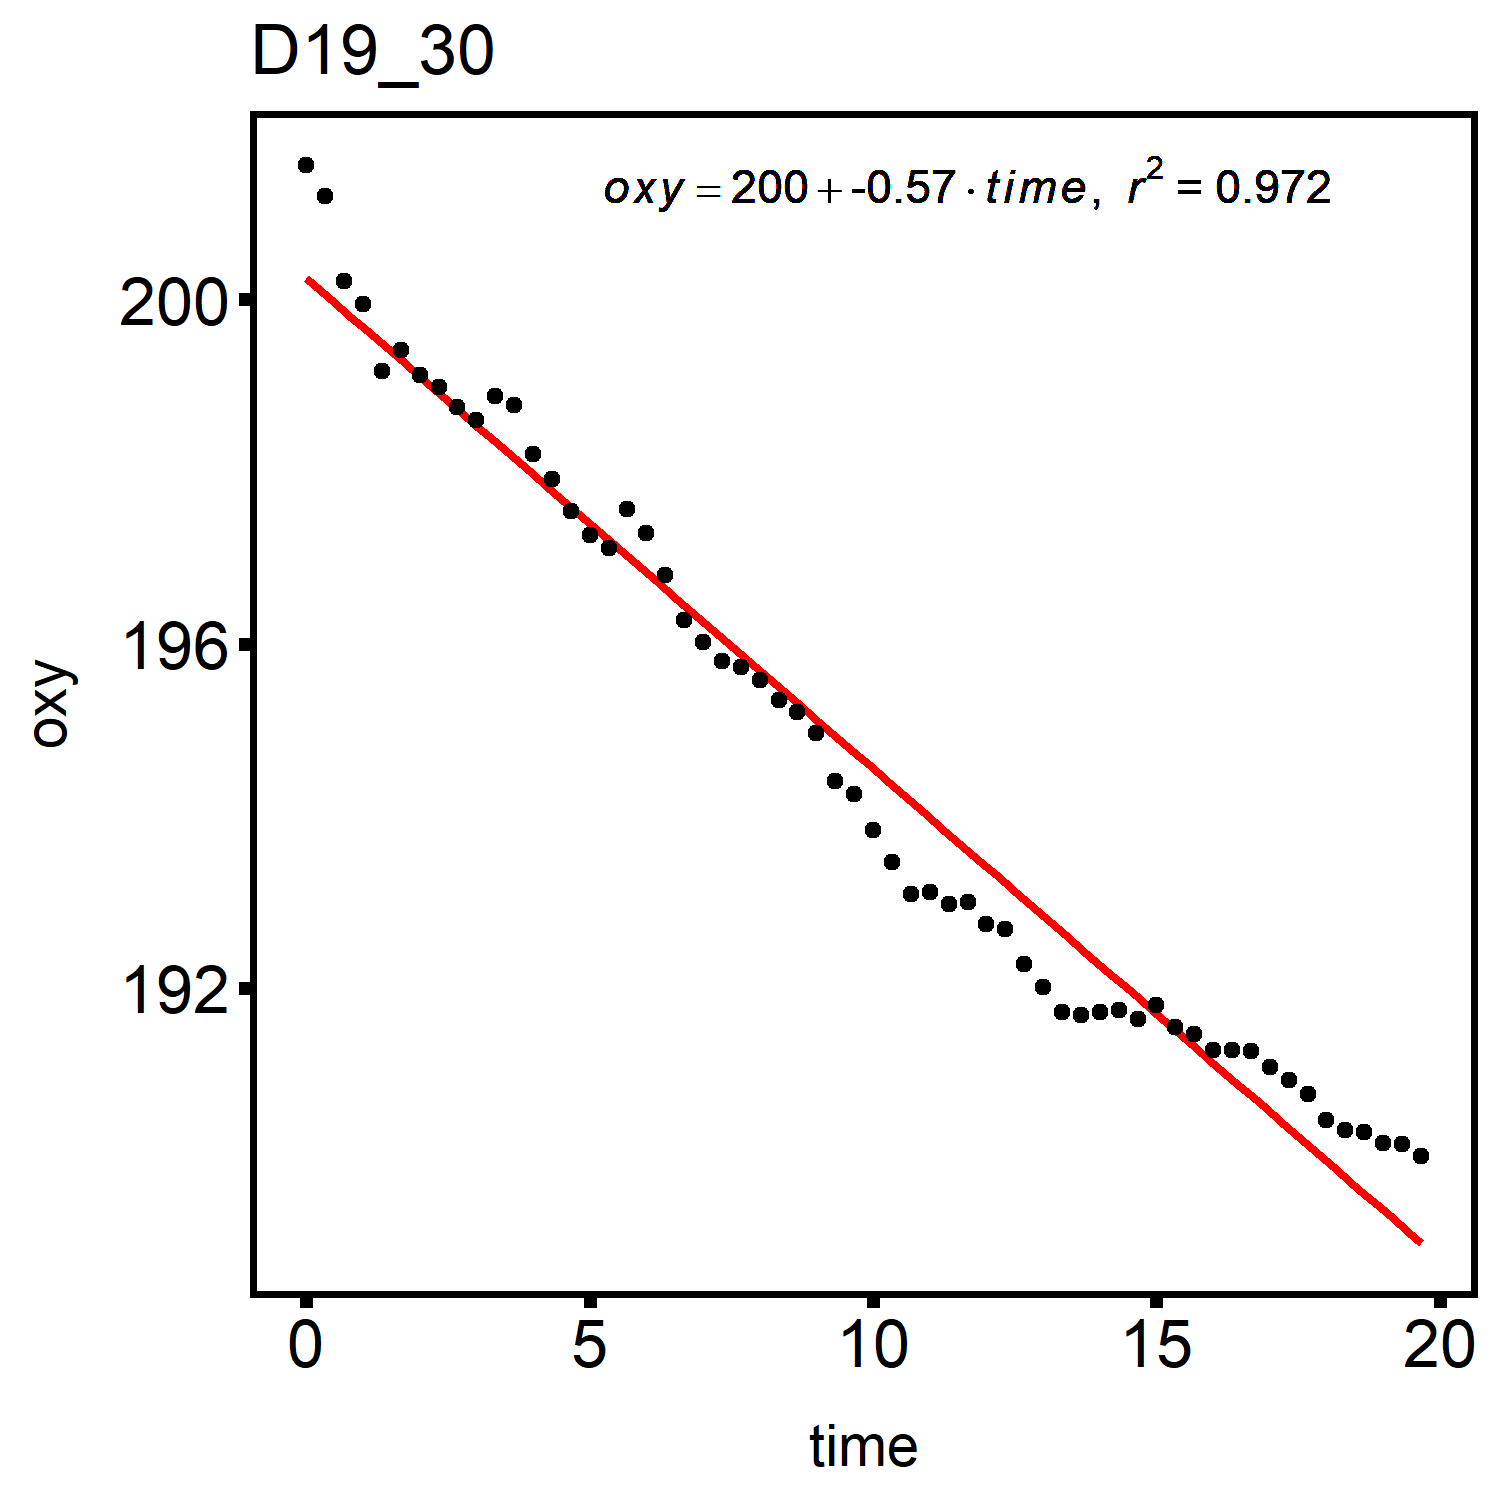 D19_30
oxy = 200 + -0.57 · time, r² = 0.972
200
196
192
oxy
0 5 10 15 20
time